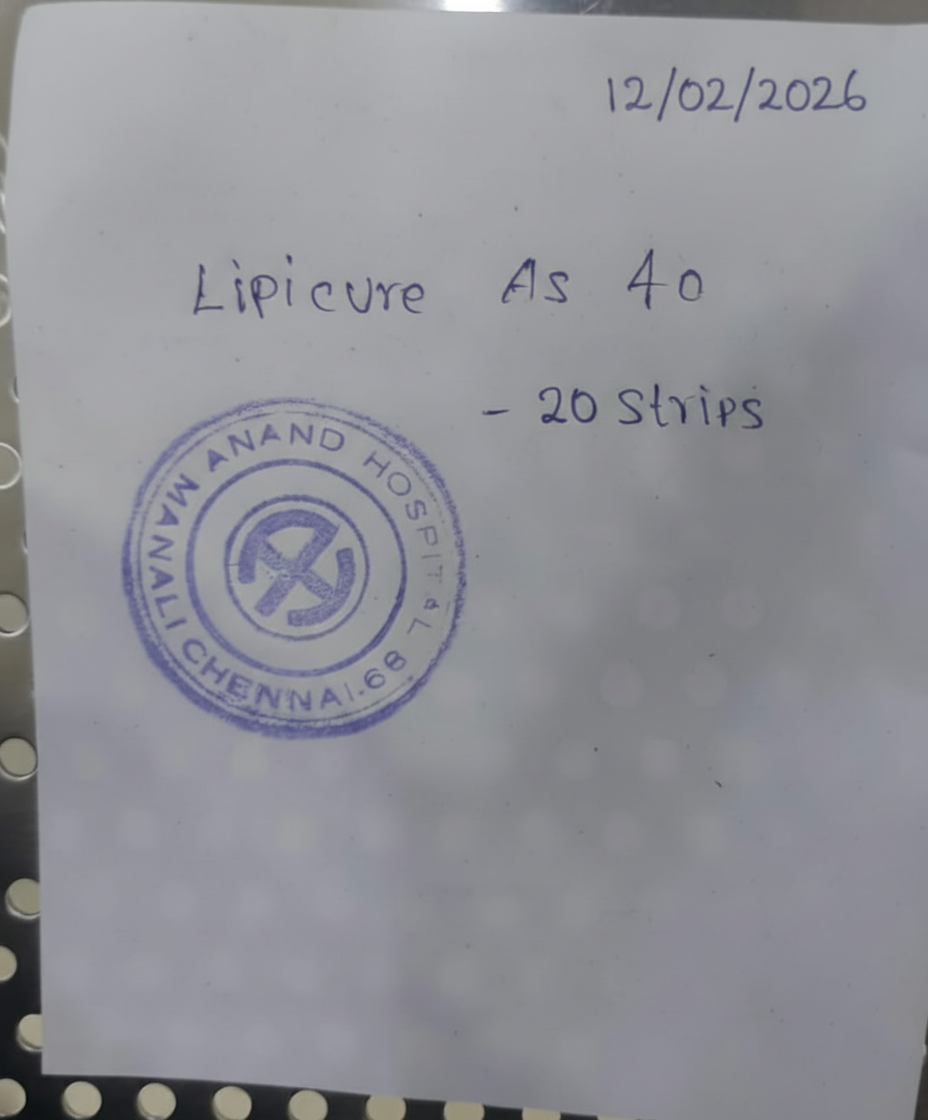 12/02/2026
Lipicure As 40
- 20 Strips
MANALI ANAND HOSPITAL
CHENNAI.68